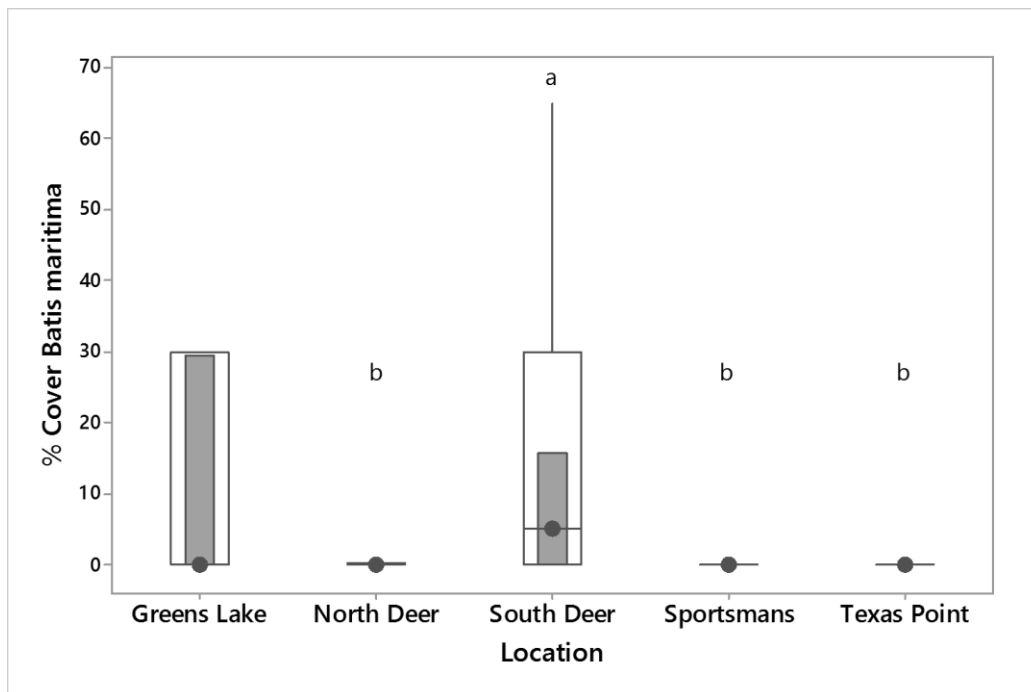 70
a
60
50
40
30
b
b
b
20
10
0
% Cover Batis maritima
Greens Lake
North Deer
South Deer
Sportsmans
Texas Point
Location